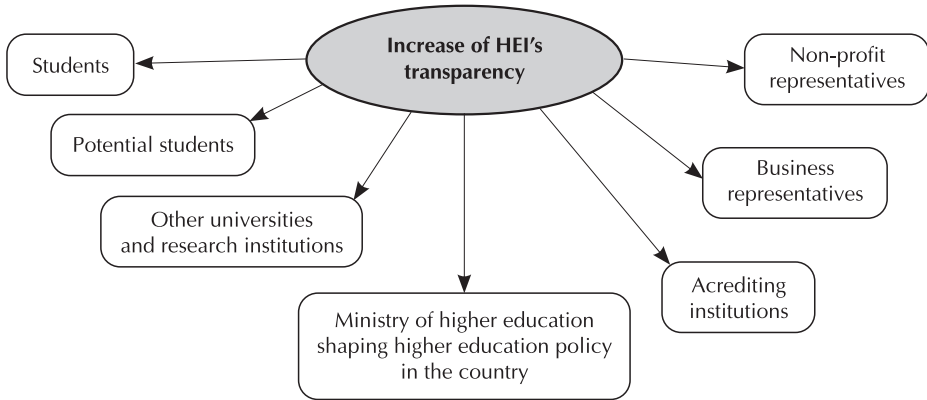 Increase of HEI’s
transparency
Students
Potential students
Other universities
and research institutions
Ministry of higher education
shaping higher education policy
in the country
Acrediting
institutions
Business
representatives
Non-profit
representatives